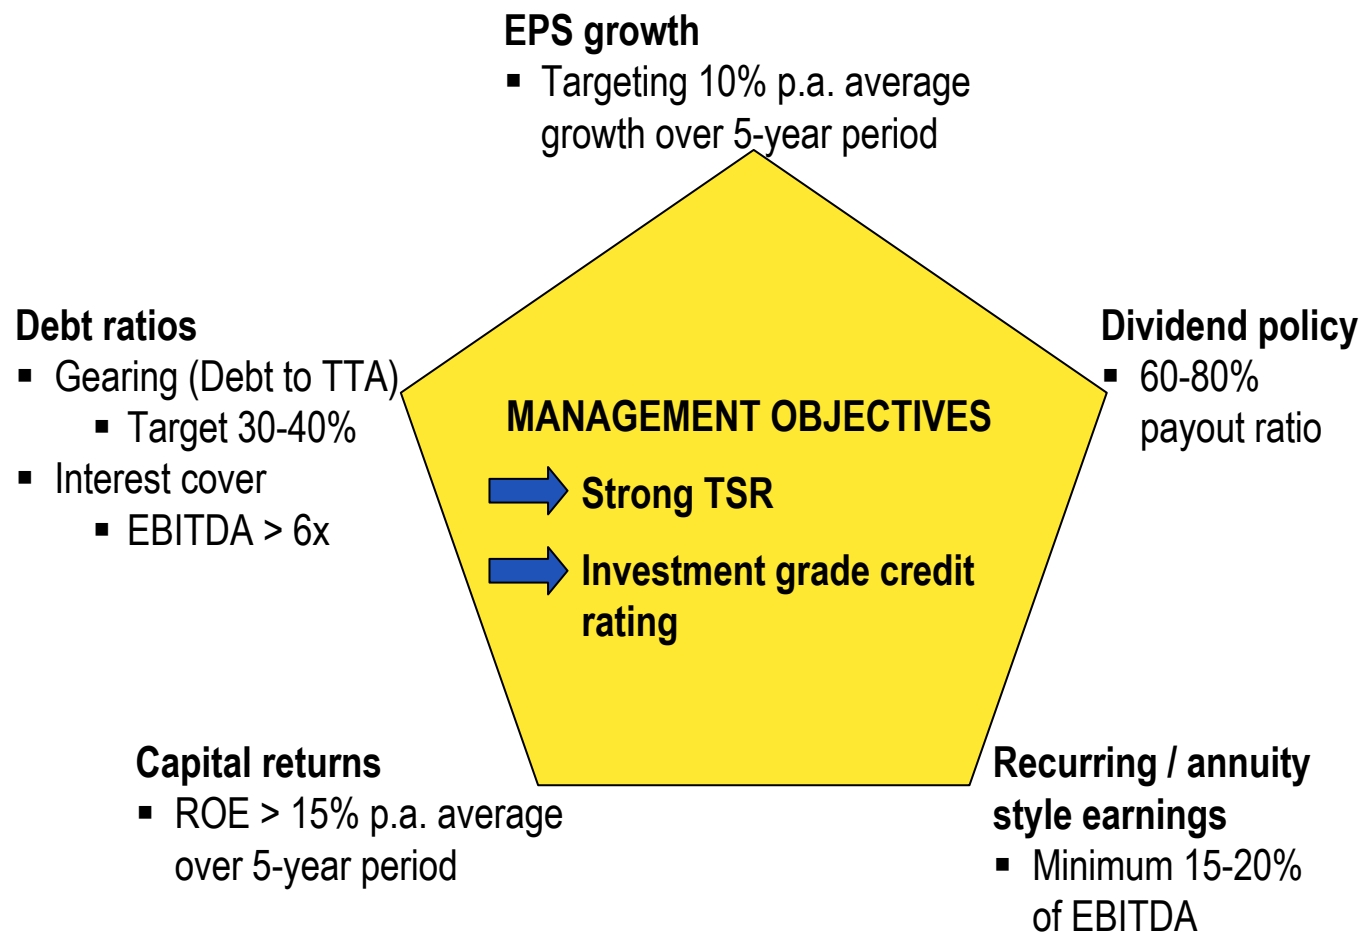 EPS growth
▪ Targeting 10% p.a. average
growth over 5-year period
Debt ratios
▪ Gearing (Debt to TTA)
▪ Target 30-40%
▪ Interest cover
▪ EBITDA > 6x
Dividend policy
▪ 60-80%
payout ratio
MANAGEMENT OBJECTIVES
Strong TSR
Investment grade credit
rating
Capital returns
▪ ROE > 15% p.a. average
over 5-year period
Recurring / annuity
style earnings
▪ Minimum 15-20%
of EBITDA